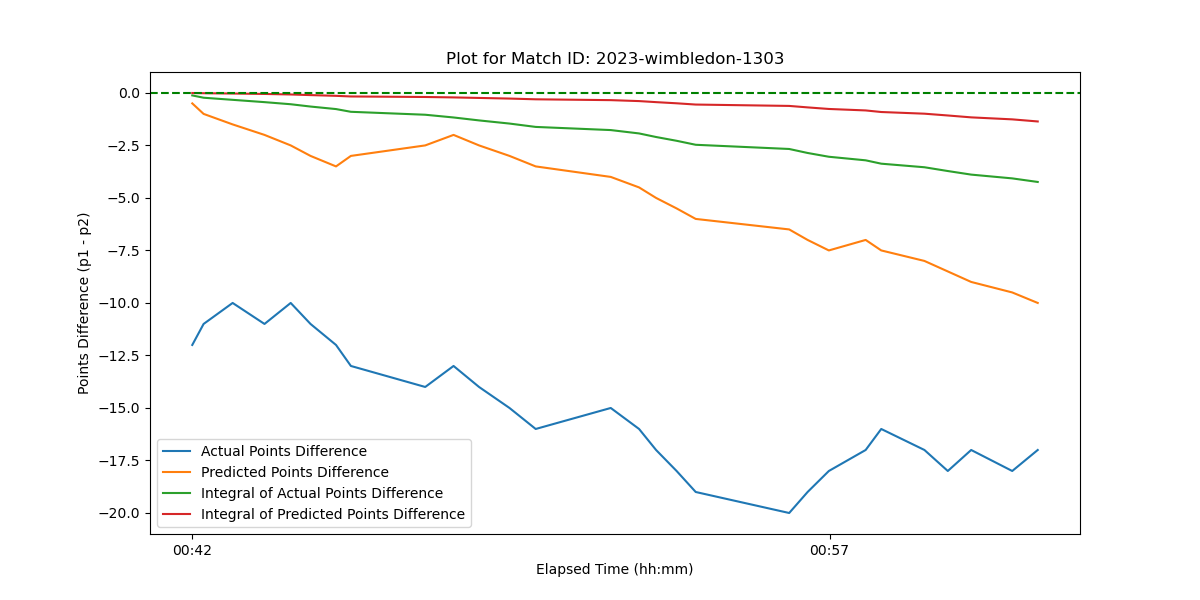 Plot for Match ID: 2023-wimbledon-1303
Points Difference (p1 - p2)
0.0
−2.5
−5.0
−7.5
−10.0
−12.5
−15.0
−17.5
−20.0
Actual Points Difference
Predicted Points Difference
Integral of Actual Points Difference
Integral of Predicted Points Difference
00:42
00:57
Elapsed Time (hh:mm)